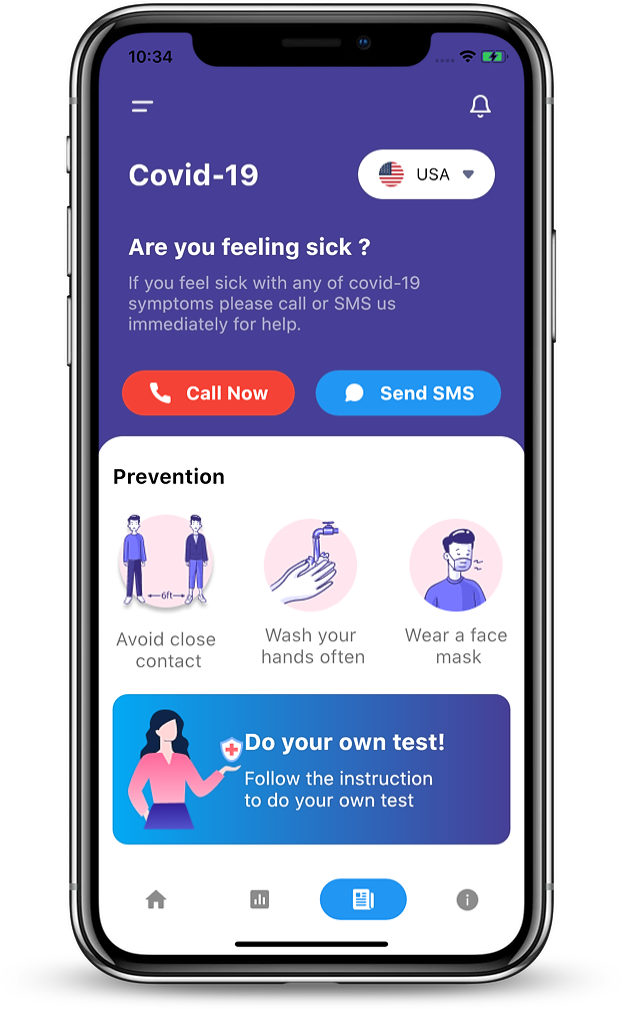 10:34
Covid-19
USA
Are you feeling sick ?
If you feel sick with any of covid-19
symptoms please call or SMS us
immediately for help.
Call Now
Send SMS
Prevention
6ft
Avoid close
contact
Wash your
hands often
Wear a face
mask
Do your own test!
Follow the instruction
to do your own test